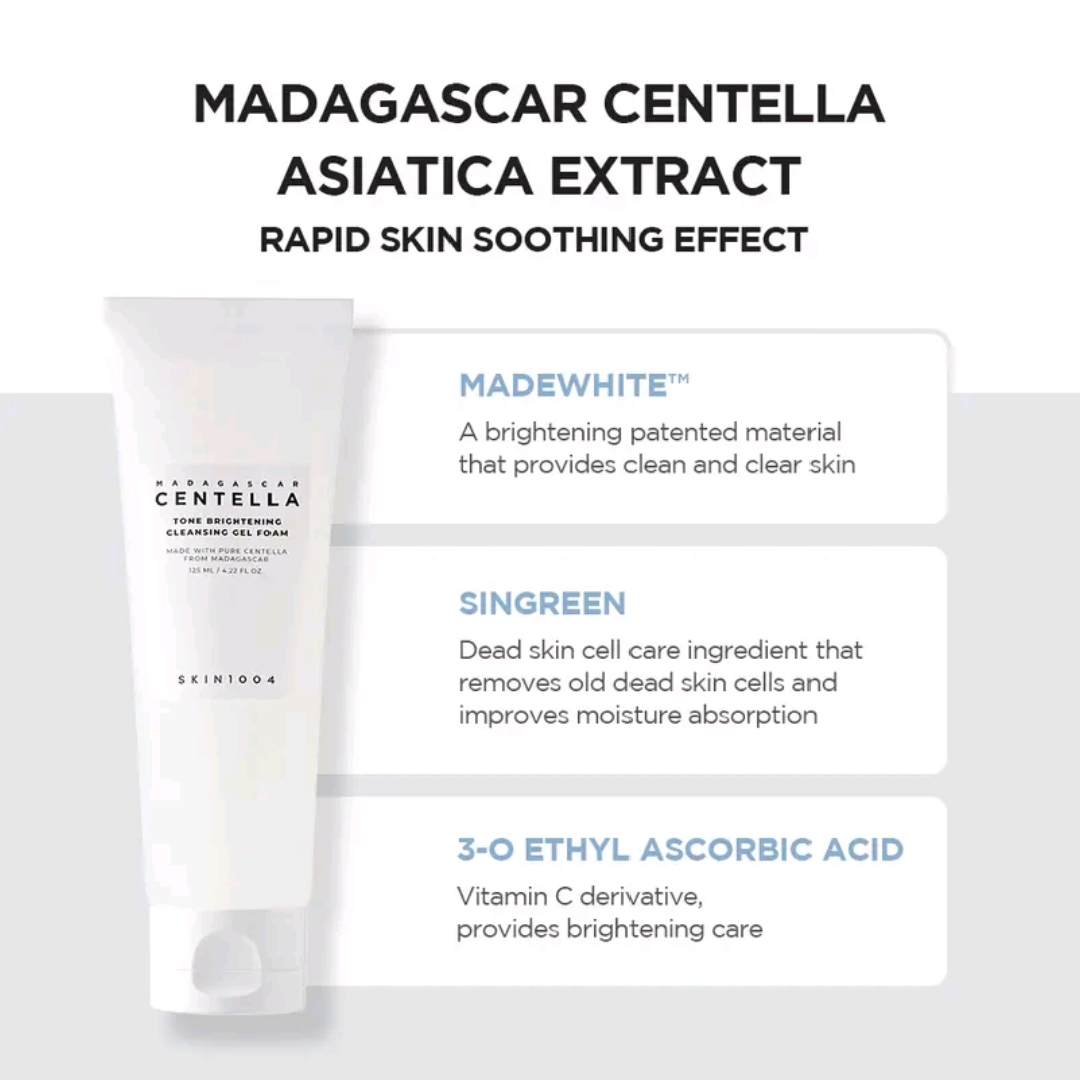 MADAGASCAR CENTELLA
ASIATICA EXTRACT
RAPID SKIN SOOTHING EFFECT
MADAGASCAR
CENTELLA
TONE BRIGHTENING
CLEANSING GEL FOAM
MADE WITH PURE CENTELLA
FROM MADAGASCAR
125 ML / 4.22 FL.OZ.
SKIN1004
MADEWHITE™
A brightening patented material
that provides clean and clear skin
SINGREEN
Dead skin cell care ingredient that
removes old dead skin cells and
improves moisture absorption
3-O ETHYL ASCORBIC ACID
Vitamin C derivative,
provides brightening care